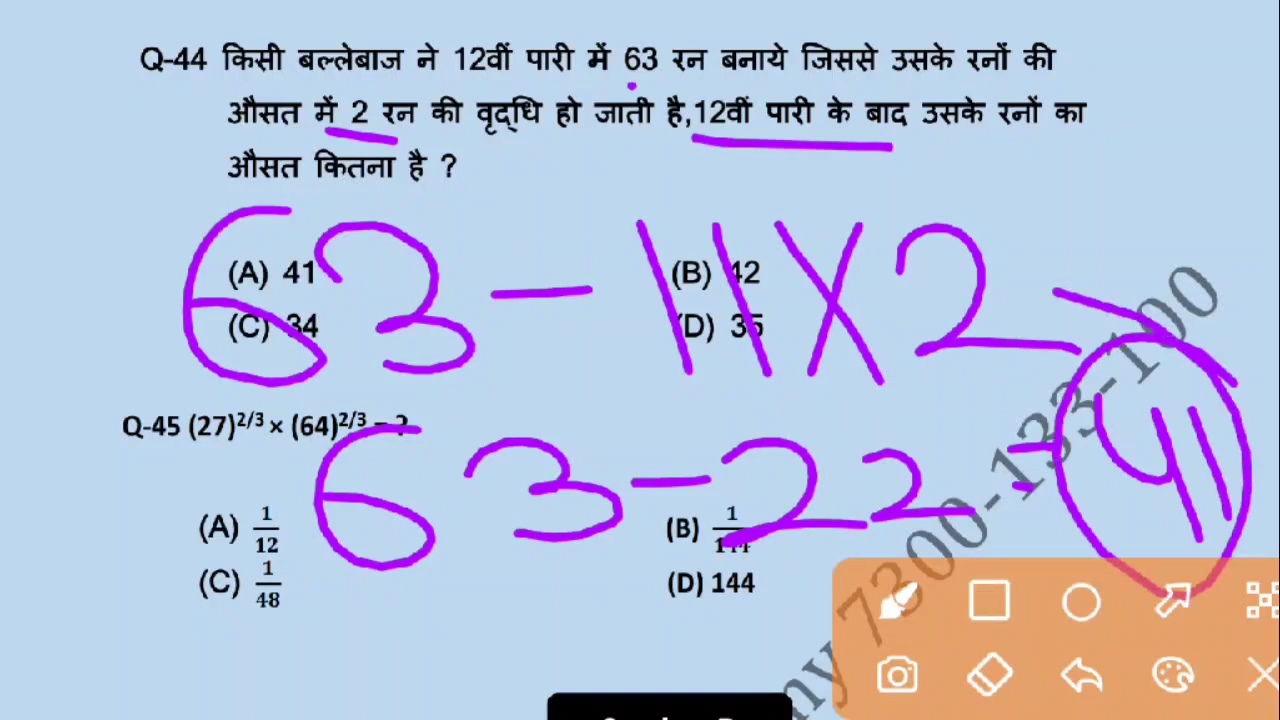 Q-44 किसी बल्लेबाज ने 12वीं पारी में 63 रन बनाये जिससे उसके रनों की
औसत में 2 रन की वृद्धि हो जाती है,12वीं पारी के बाद उसके रनों का
औसत कितना है ?
63 - 11 X 2
(A) 41 (B) 42
(C) 34 (D) 35
Q-45 (27)^2/3 × (64)^2/3 = ?
63 - 22 = 41
(A) 1/12 (B) 1/144
(C) 1/48 (D) 144
7300-133-100